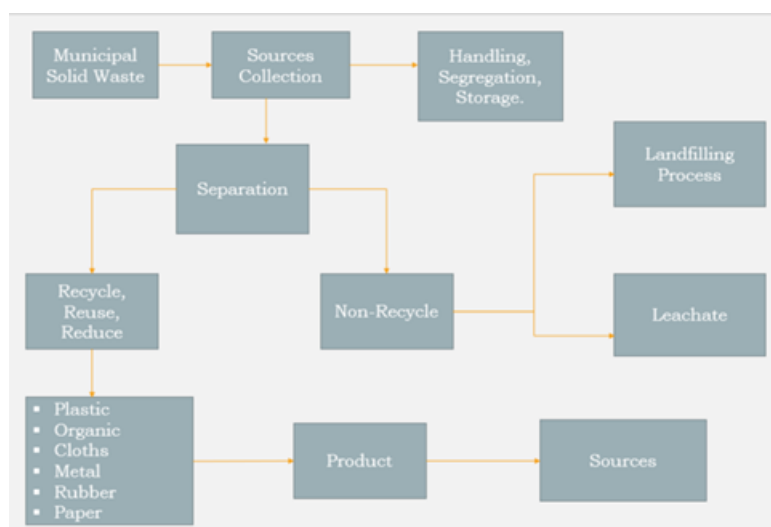 Municipal
Solid Waste
Sources
Collection
Handling,
Segregation,
Storage.
Separation
Landfilling
Process
Recycle,
Reuse,
Reduce
Non-Recycle
Leachate
▪ Plastic
▪ Organic
▪ Cloths
▪ Metal
▪ Rubber
▪ Paper
Product
Sources